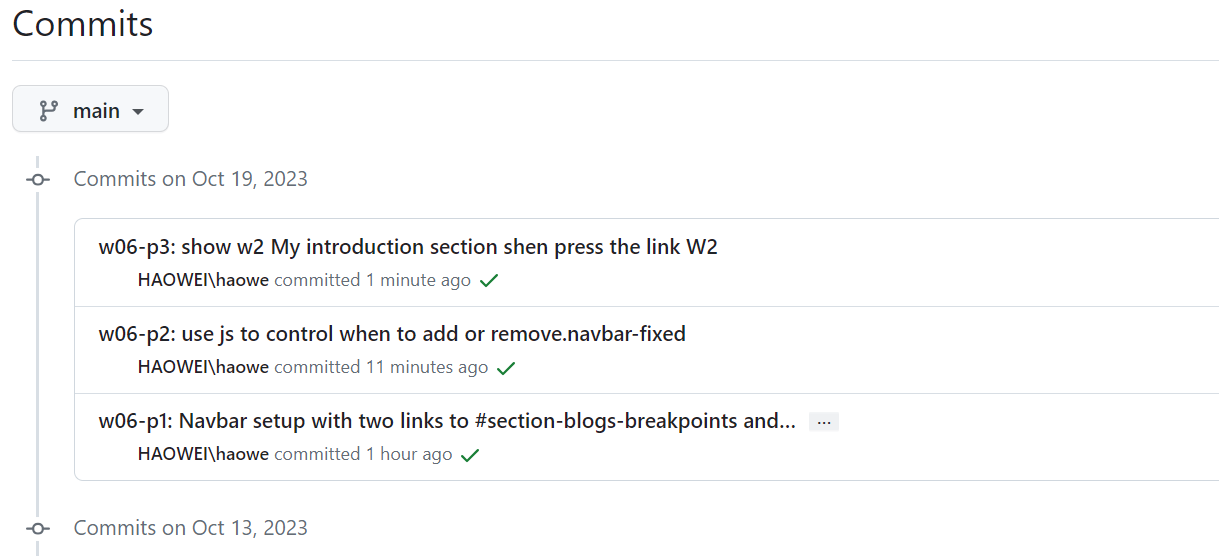 Commits
main
Commits on Oct 19, 2023
w06-p3: show w2 My introduction section shen press the link W2
HAOWEI\haowe committed 1 minute ago
w06-p2: use js to control when to add or remove.navbar-fixed
HAOWEI\haowe committed 11 minutes ago
w06-p1: Navbar setup with two links to #section-blogs-breakpoints and... ...
HAOWEI\haowe committed 1 hour ago
Commits on Oct 13, 2023